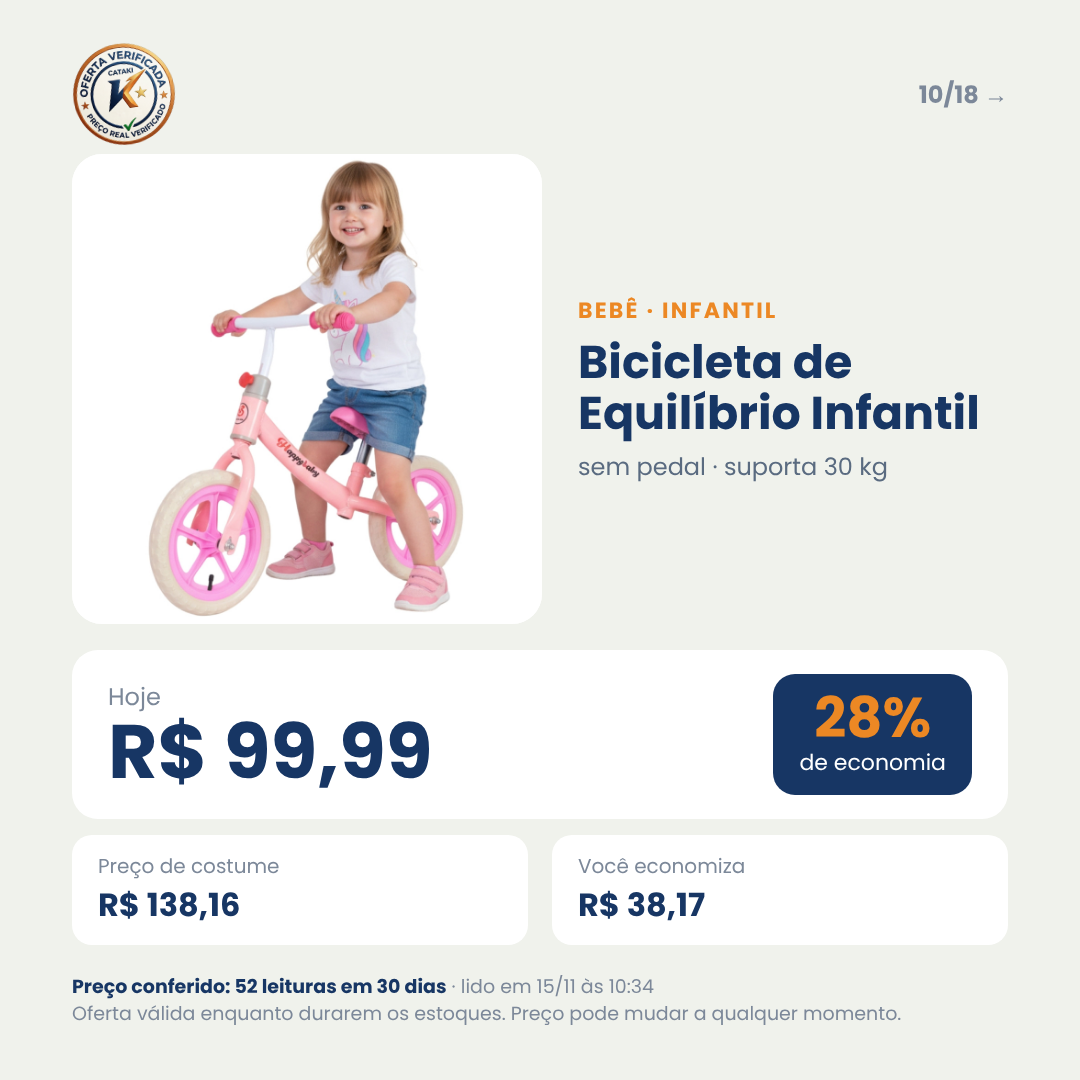 OFERTA VERIFICADA
CATAKI
K
PREÇO REAL VERIFICADO
10/18 →
BEBÊ · INFANTIL
Bicicleta de
Equilíbrio Infantil
sem pedal · suporta 30 kg
HappyBaby
Hoje
R$ 99,99
28%
de economia
Preço de costume
R$ 138,16
Você economiza
R$ 38,17
Preço conferido: 52 leituras em 30 dias · lido em 15/11 às 10:34
Oferta válida enquanto durarem os estoques. Preço pode mudar a qualquer momento.